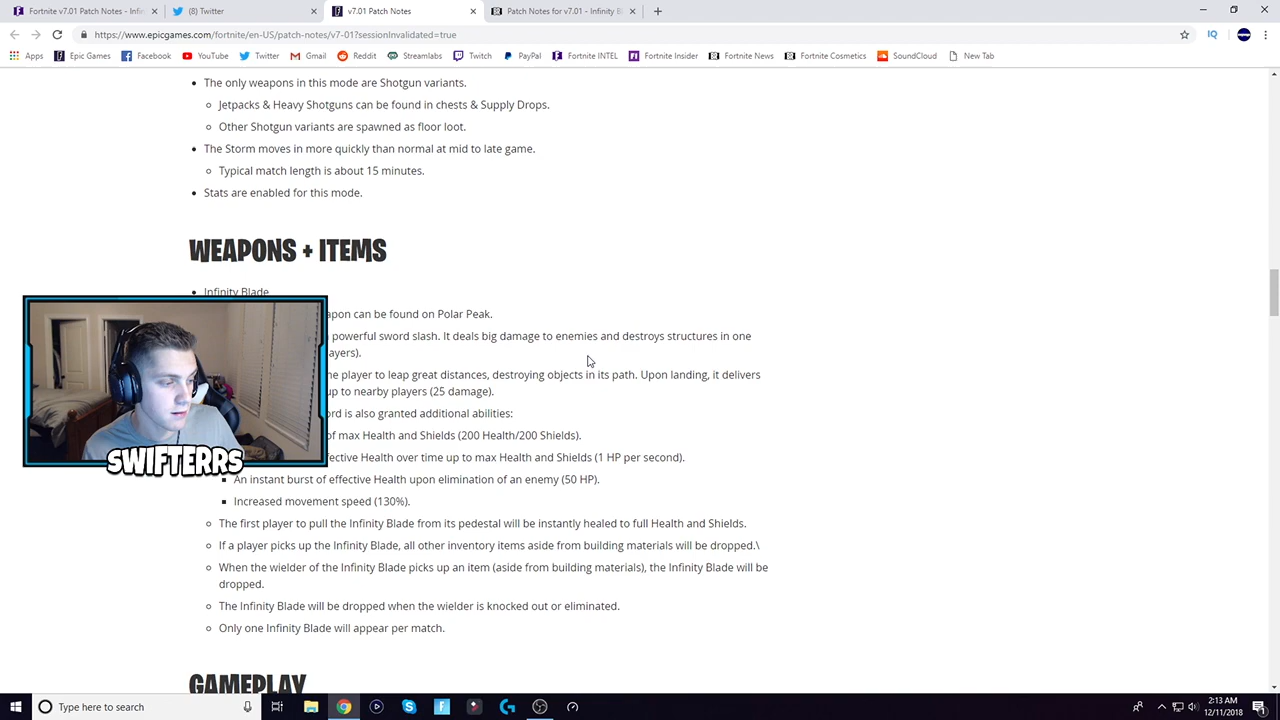 Fortnite v7.01 Patch Notes - Infini
(8) Twitter
v7.01 Patch Notes
Patch Notes for v7.01 - Infinity Bl
https://www.epicgames.com/fortnite/en-US/patch-notes/v7-01?sessionInvalidated=true
Apps Epic Games Facebook YouTube Twitter Gmail Reddit Streamlabs Twitch PayPal Fortnite INTEL Fortnite Insider Fortnite News Fortnite Cosmetics SoundCloud New Tab
The only weapons in this mode are Shotgun variants.
Jetpacks & Heavy Shotguns can be found in chests & Supply Drops.
Other Shotgun variants are spawned as floor loot.
The Storm moves in more quickly than normal at mid to late game.
Typical match length is about 15 minutes.
Stats are enabled for this mode.
WEAPONS + ITEMS
Infinity Blade
apon can be found on Polar Peak.
powerful sword slash. It deals big damage to enemies and destroys structures in one
ayers).
ne player to leap great distances, destroying objects in its path. Upon landing, it delivers
up to nearby players (25 damage).
ord is also granted additional abilities:
of max Health and Shields (200 Health/200 Shields).
fective Health over time up to max Health and Shields (1 HP per second).
An instant burst of effective Health upon elimination of an enemy (50 HP).
Increased movement speed (130%).
The first player to pull the Infinity Blade from its pedestal will be instantly healed to full Health and Shields.
If a player picks up the Infinity Blade, all other inventory items aside from building materials will be dropped.\
When the wielder of the Infinity Blade picks up an item (aside from building materials), the Infinity Blade will be
dropped.
The Infinity Blade will be dropped when the wielder is knocked out or eliminated.
Only one Infinity Blade will appear per match.
GAMEPLAY
SWIFTERRS
Type here to search
2:13 AM
12/11/2018